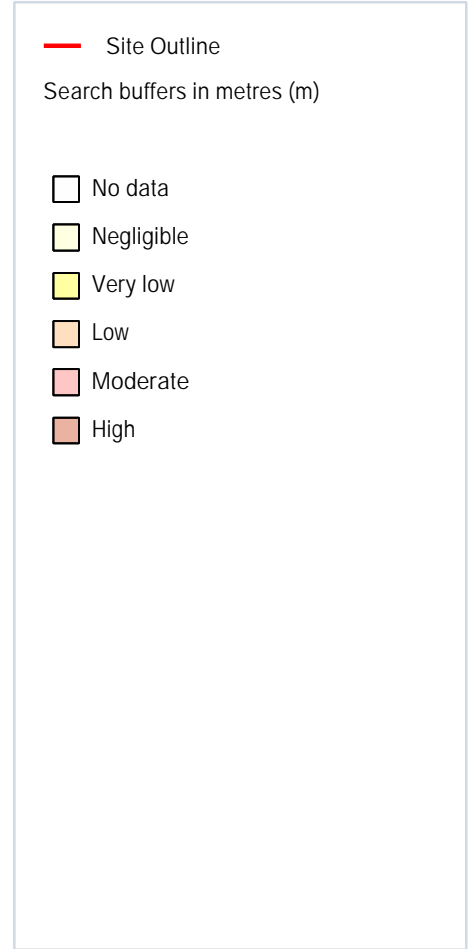 Site Outline
Search buffers in metres (m)
No data
Negligible
Very low
Low
Moderate
High